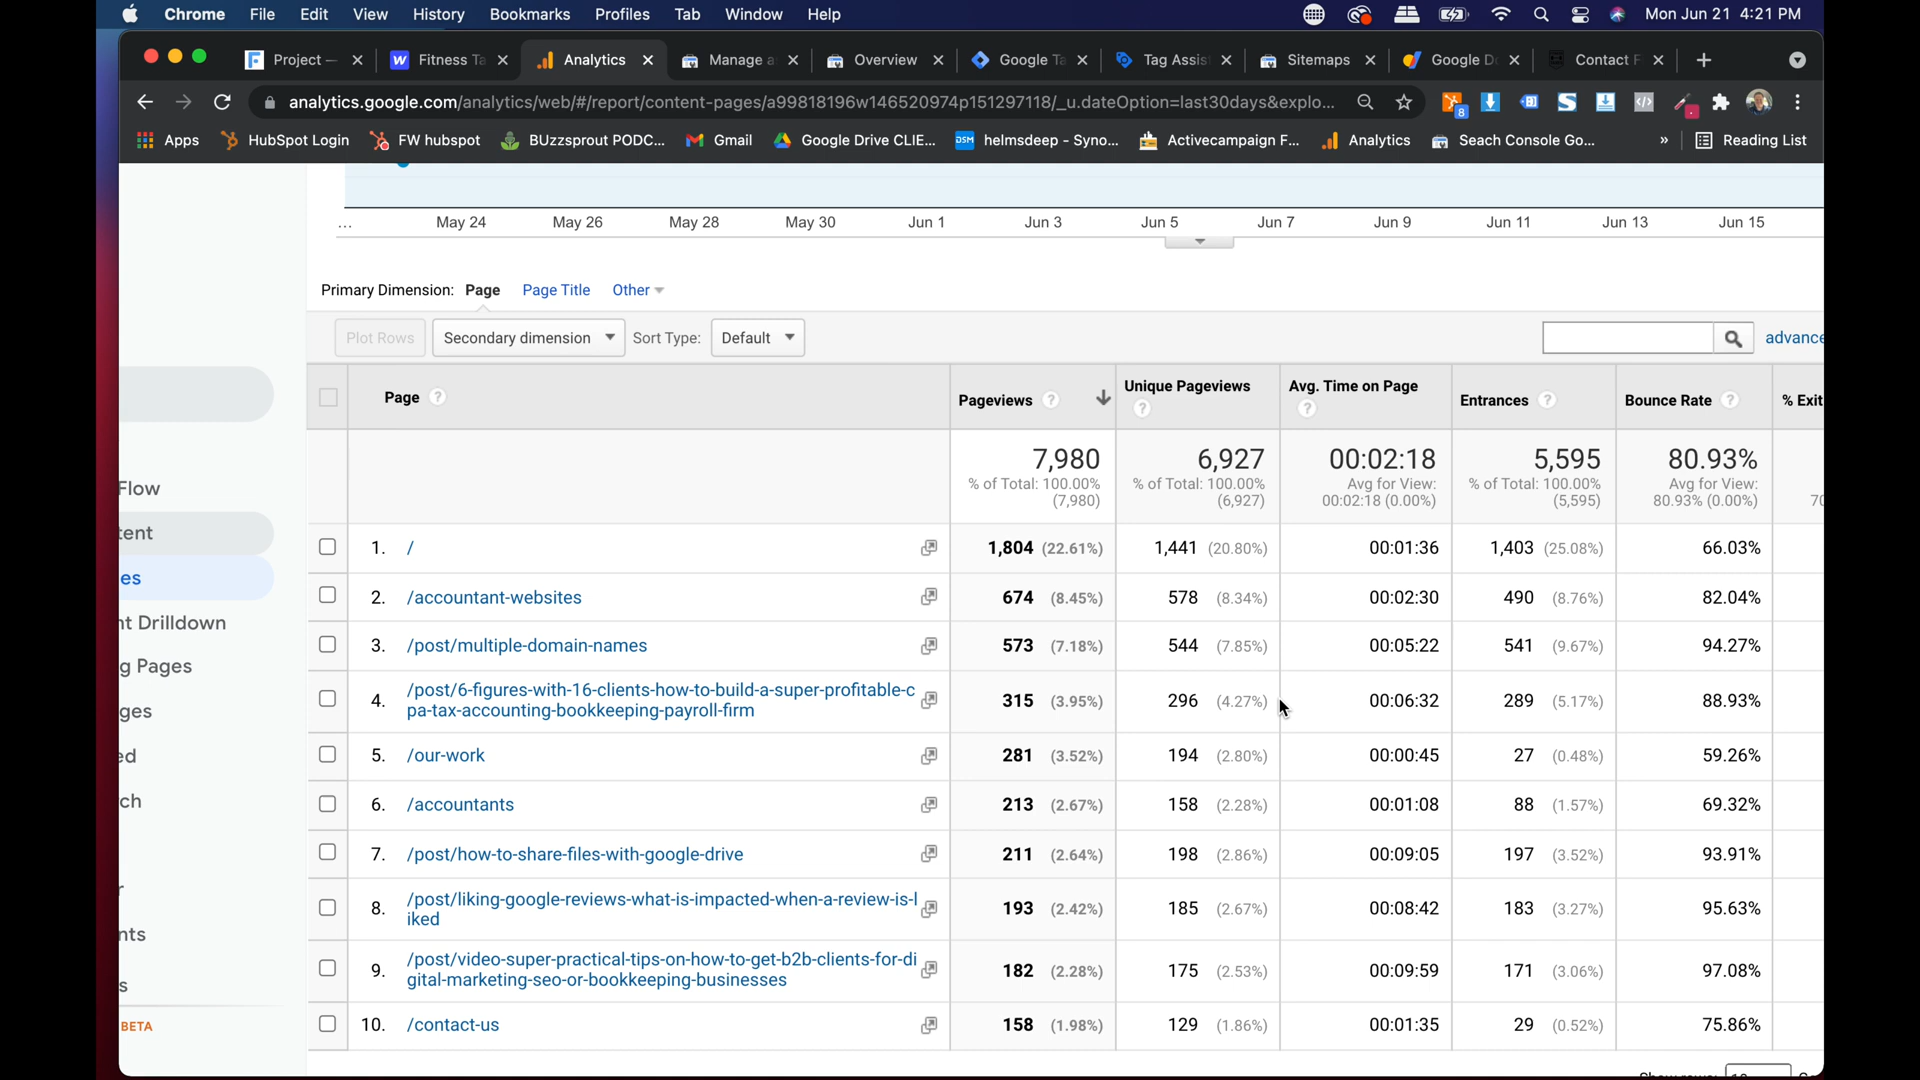 Chrome File Edit View History Bookmarks Profiles Tab Window Help Mon Jun 21 4:21 PM
Project — Fitness Ta Analytics Manage a Overview Google Ta Tag Assis Sitemaps Google D Contact F
analytics.google.com/analytics/web/#/report/content-pages/a99818196w146520974p151297118/_u.dateOption=last30days&explo... 8
Apps HubSpot Login FW hubspot BUzzsprout PODC... Gmail Google Drive CLIE... DSM helmsdeep - Syno... Activecampaign F... Analytics Seach Console Go... » Reading List
... May 24 May 26 May 28 May 30 Jun 1 Jun 3 Jun 5 Jun 7 Jun 9 Jun 11 Jun 13 Jun 15
Primary Dimension: Page Page Title Other
Plot Rows Secondary dimension Sort Type: Default advance
Page ? Pageviews ? Unique Pageviews ? Avg. Time on Page ? Entrances ? Bounce Rate ? % Exit
7,980 6,927 00:02:18 5,595 80.93%
% of Total: 100.00% % of Total: 100.00% Avg for View: % of Total: 100.00% Avg for View:
(7,980) (6,927) 00:02:18 (0.00%) (5,595) 80.93% (0.00%) 70
1. / 1,804 (22.61%) 1,441 (20.80%) 00:01:36 1,403 (25.08%) 66.03%
2. /accountant-websites 674 (8.45%) 578 (8.34%) 00:02:30 490 (8.76%) 82.04%
3. /post/multiple-domain-names 573 (7.18%) 544 (7.85%) 00:05:22 541 (9.67%) 94.27%
4. /post/6-figures-with-16-clients-how-to-build-a-super-profitable-c
pa-tax-accounting-bookkeeping-payroll-firm 315 (3.95%) 296 (4.27%) 00:06:32 289 (5.17%) 88.93%
5. /our-work 281 (3.52%) 194 (2.80%) 00:00:45 27 (0.48%) 59.26%
6. /accountants 213 (2.67%) 158 (2.28%) 00:01:08 88 (1.57%) 69.32%
7. /post/how-to-share-files-with-google-drive 211 (2.64%) 198 (2.86%) 00:09:05 197 (3.52%) 93.91%
8. /post/liking-google-reviews-what-is-impacted-when-a-review-is-l
iked 193 (2.42%) 185 (2.67%) 00:08:42 183 (3.27%) 95.63%
9. /post/video-super-practical-tips-on-how-to-get-b2b-clients-for-di
gital-marketing-seo-or-bookkeeping-businesses 182 (2.28%) 175 (2.53%) 00:09:59 171 (3.06%) 97.08%
10. /contact-us 158 (1.98%) 129 (1.86%) 00:01:35 29 (0.52%) 75.86%
Flow
tent
es
nt Drilldown
g Pages
ges
ed
ch
r
nts
s
BETA